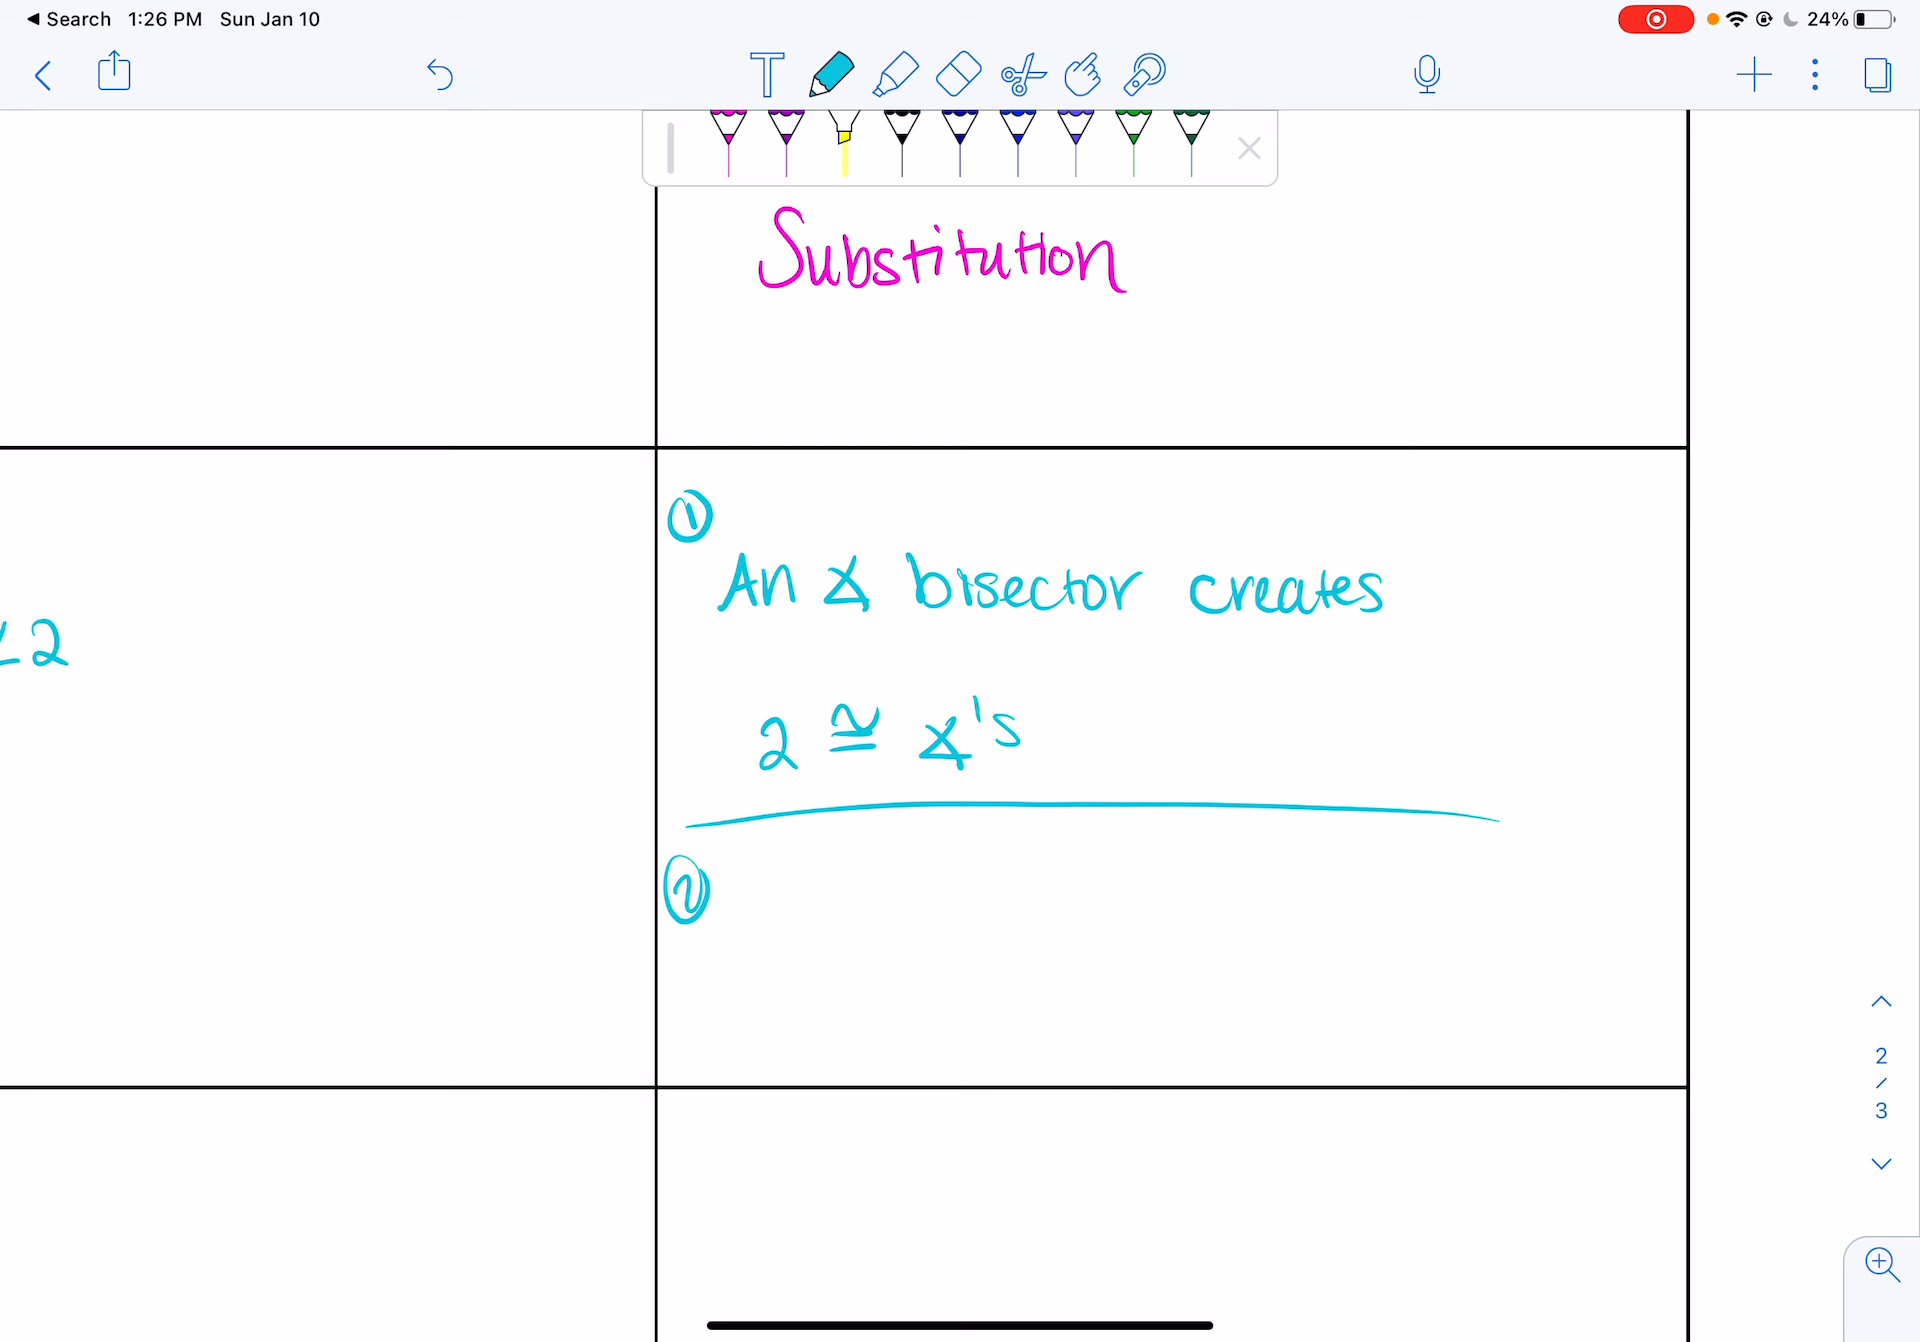 Search 1:26 PM Sun Jan 10 24%
Substitution
①
An ∡ bisector creates
∠2
2 ≅ ∡'s
②
2
/
3